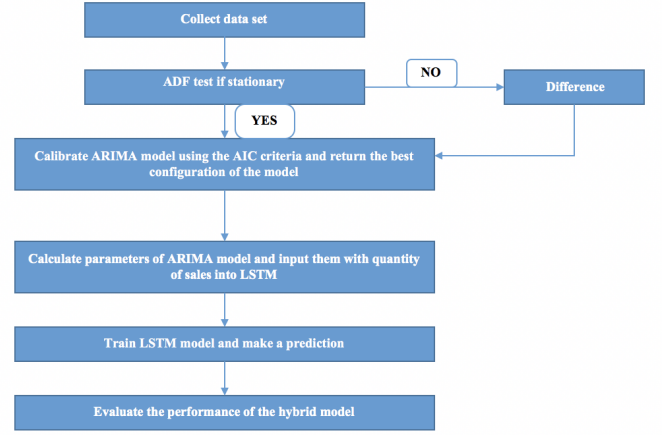 Collect data set
ADF test if stationary
NO
Difference
YES
Calibrate ARIMA model using the AIC criteria and return the best
configuration of the model
Calculate parameters of ARIMA model and input them with quantity
of sales into LSTM
Train LSTM model and make a prediction
Evaluate the performance of the hybrid model